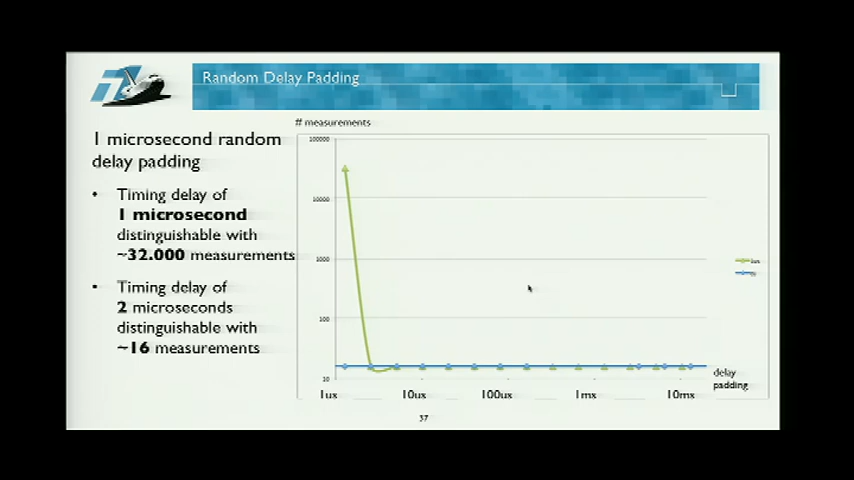 Random Delay Padding
# measurements
1 microsecond random
delay padding
• Timing delay of
1 microsecond
distinguishable with
~32.000 measurements
• Timing delay of
2 microseconds
distinguishable with
~16 measurements
100000
10000
1000
100
10
1us
10us
100us
1ms
10ms
delay
padding
37